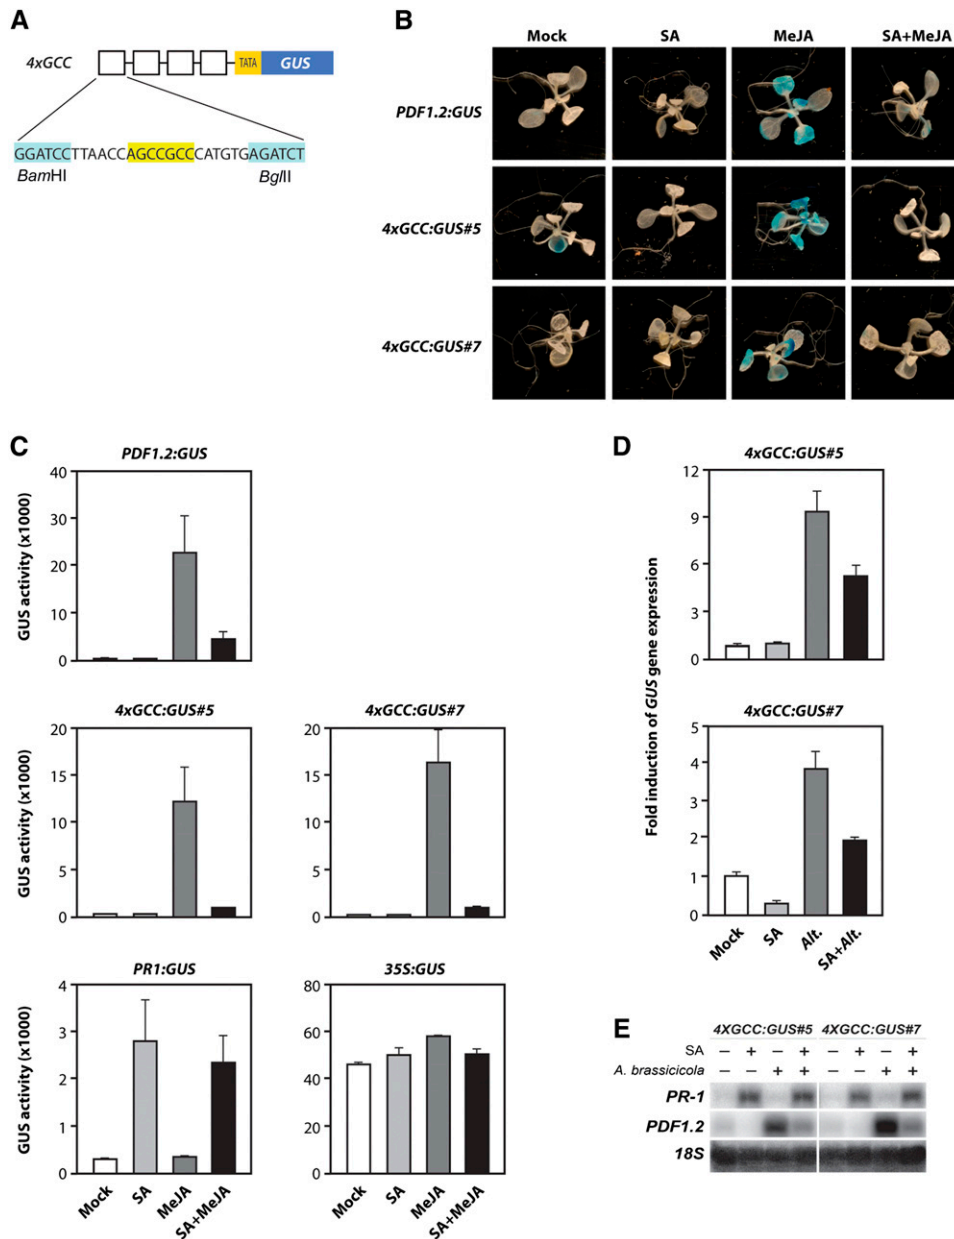 A
4xGCC
TATA
GUS
GGATCCTTAACCAGCCGCCCATGTGAGATCT
BamHI
BglII
B
Mock
SA
MeJA
SA+MeJA
PDF1.2:GUS
4xGCC:GUS#5
4xGCC:GUS#7
C
PDF1.2:GUS
GUS activity (x1000)
40
30
20
10
0
4xGCC:GUS#5
GUS activity (x1000)
20
15
10
5
0
4xGCC:GUS#7
20
15
10
5
0
PR1:GUS
GUS activity (x1000)
4
3
2
1
0
Mock
SA
MeJA
SA+MeJA
35S:GUS
80
60
40
20
0
Mock
SA
MeJA
SA+MeJA
D
Fold induction of GUS gene expression
4xGCC:GUS#5
12
9
6
3
0
4xGCC:GUS#7
5
4
3
2
1
0
Mock
SA
Alt.
SA+Alt.
E
4XGCC:GUS#5 4XGCC:GUS#7
SA – + – + – + – +
A. brassicicola – – + + – – + +
PR-1
PDF1.2
18S